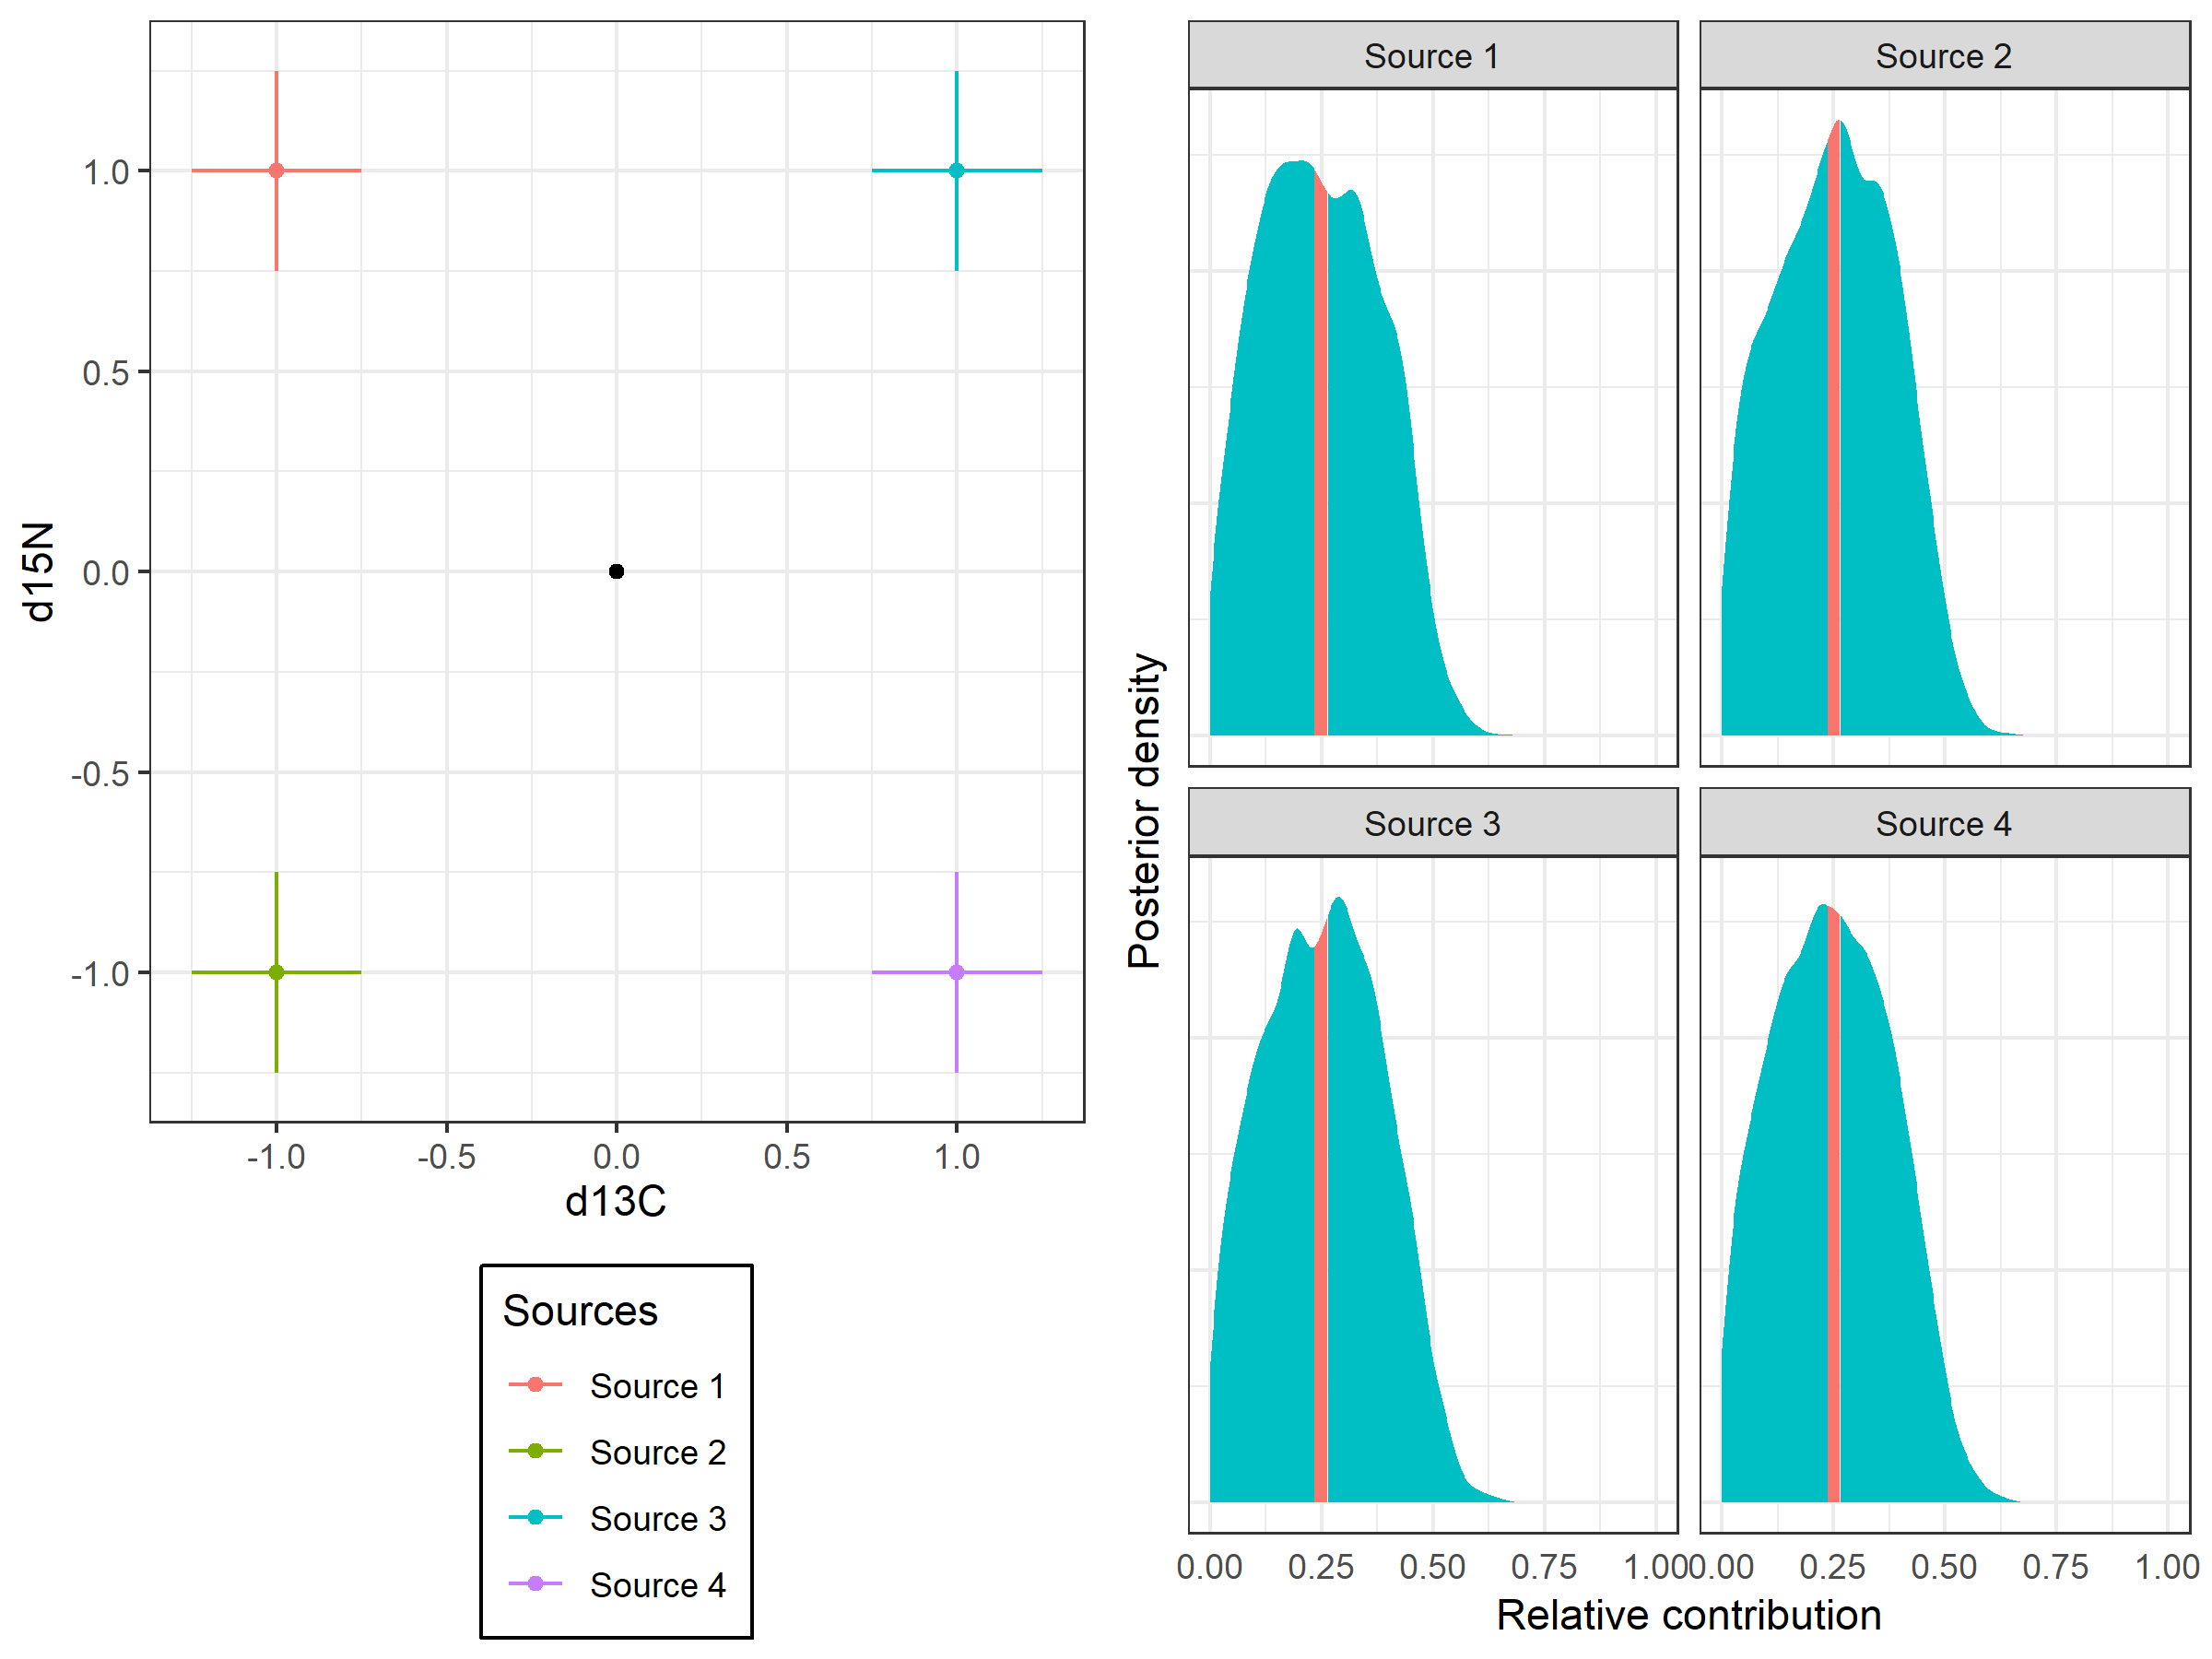 d15N
1.0
0.5
0.0
-0.5
-1.0
-1.0 -0.5 0.0 0.5 1.0
d13C
Sources
Source 1
Source 2
Source 3
Source 4
Posterior density
Source 1 Source 2
Source 3 Source 4
0.00 0.25 0.50 0.75 1.00 0.00 0.25 0.50 0.75 1.00
Relative contribution